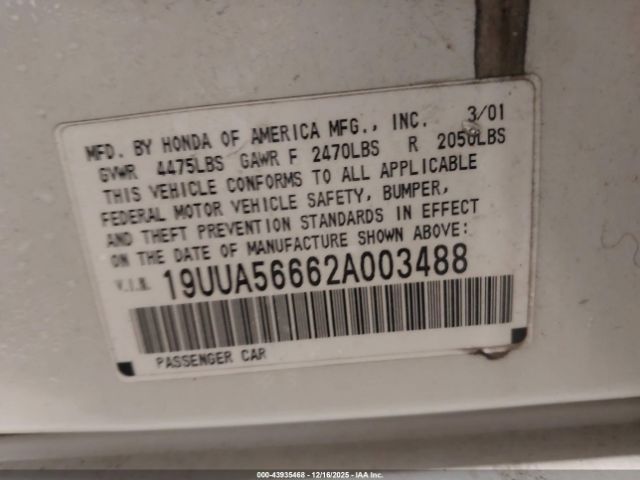 MFD. BY HONDA OF AMERICA MFG., INC. 3/01
GVWR 4475LBS GAWR F 2470LBS R 2050LBS
THIS VEHICLE CONFORMS TO ALL APPLICABLE
FEDERAL MOTOR VEHICLE SAFETY, BUMPER,
AND THEFT PREVENTION STANDARDS IN EFFECT
ON THE DATE OF MANUFACTURE SHOWN ABOVE:
V.I.N. 19UUA56662A003488
PASSENGER CAR
000-43935468 - 12/16/2025 - IAA Inc.